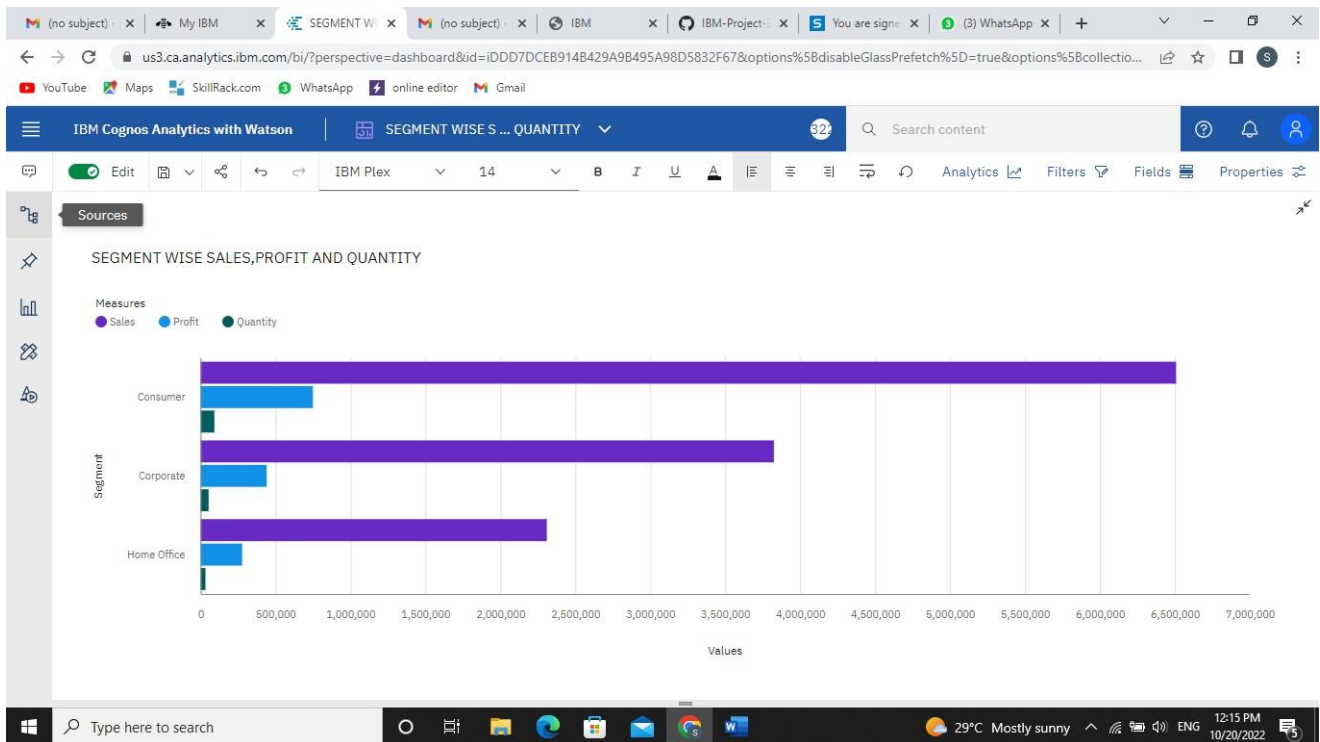 (no subject) -
My IBM
SEGMENT WI
(no subject) -
IBM
IBM-Project-3
You are signe
(3) WhatsApp
us3.ca.analytics.ibm.com/bi/?perspective=dashboard&id=iDDD7DCEB914B429A9B495A98D5832F67&options%5BdisableGlassPrefetch%5D=true&options%5Bcollectio...
S
YouTube Maps SkillRack.com WhatsApp online editor Gmail
IBM Cognos Analytics with Watson
SEGMENT WISE S ... QUANTITY
322
Search content
Edit
IBM Plex
14
B I U A
Analytics Filters Fields Properties
Sources
SEGMENT WISE SALES,PROFIT AND QUANTITY
Measures
Sales Profit Quantity
Segment
Consumer
Corporate
Home Office
0 500,000 1,000,000 1,500,000 2,000,000 2,500,000 3,000,000 3,500,000 4,000,000 4,500,000 5,000,000 5,500,000 6,000,000 6,500,000 7,000,000
Values
Type here to search
29°C Mostly sunny
ENG
12:15 PM
10/20/2022
5